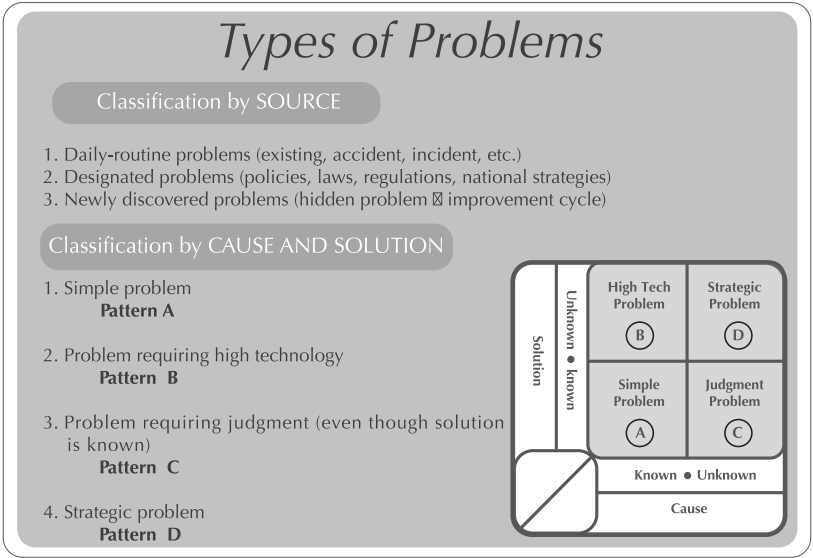 Types of Problems
Classification by SOURCE
1. Daily-routine problems (existing, accident, incident, etc.)
2. Designated problems (policies, laws, regulations, national strategies)
3. Newly discovered problems (hidden problem improvement cycle)
Classification by CAUSE AND SOLUTION
1. Simple problem
Pattern A
2. Problem requiring high technology
Pattern B
3. Problem requiring judgment (even though solution
is known)
Pattern C
4. Strategic problem
Pattern D
Solution
Unknown ● known
High Tech
Problem
B
Strategic
Problem
D
Simple
Problem
A
Judgment
Problem
C
Known ● Unknown
Cause